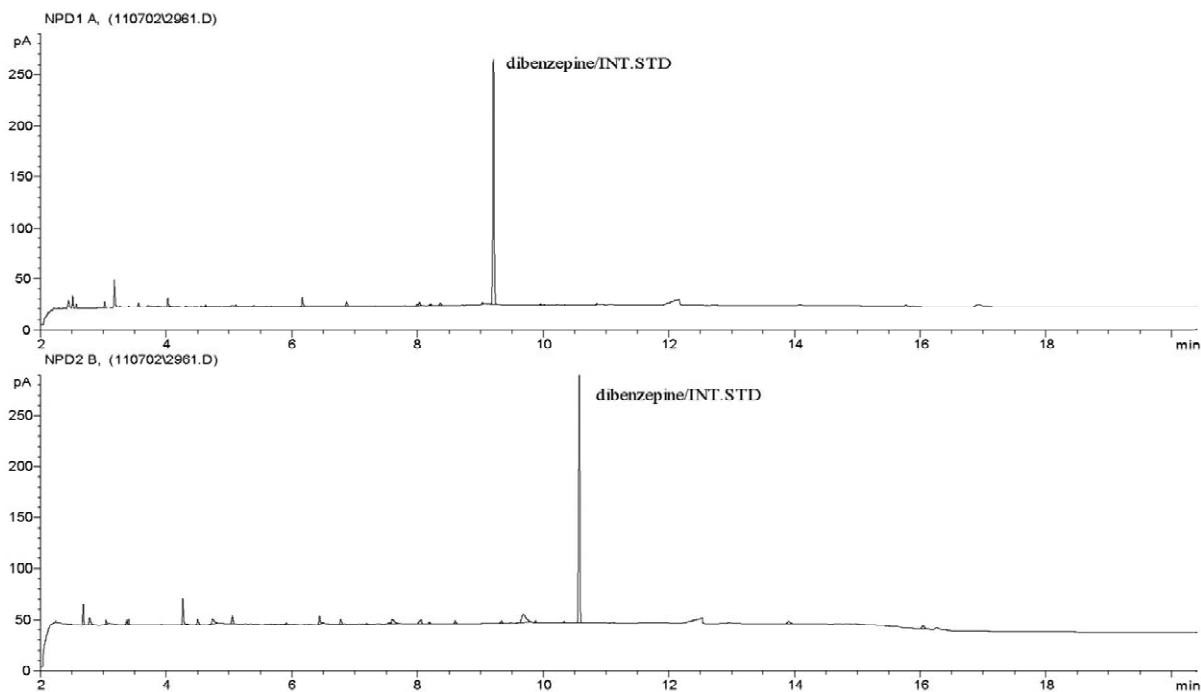 NPD1 A, (110702\2961.D)
pA
dibenzepine/INT.STD
250
200
150
100
50
0
2 4 6 8 10 12 14 16 18 min
NPD2 B, (110702\2961.D)
pA
dibenzepine/INT.STD
250
200
150
100
50
0
2 4 6 8 10 12 14 16 18 min